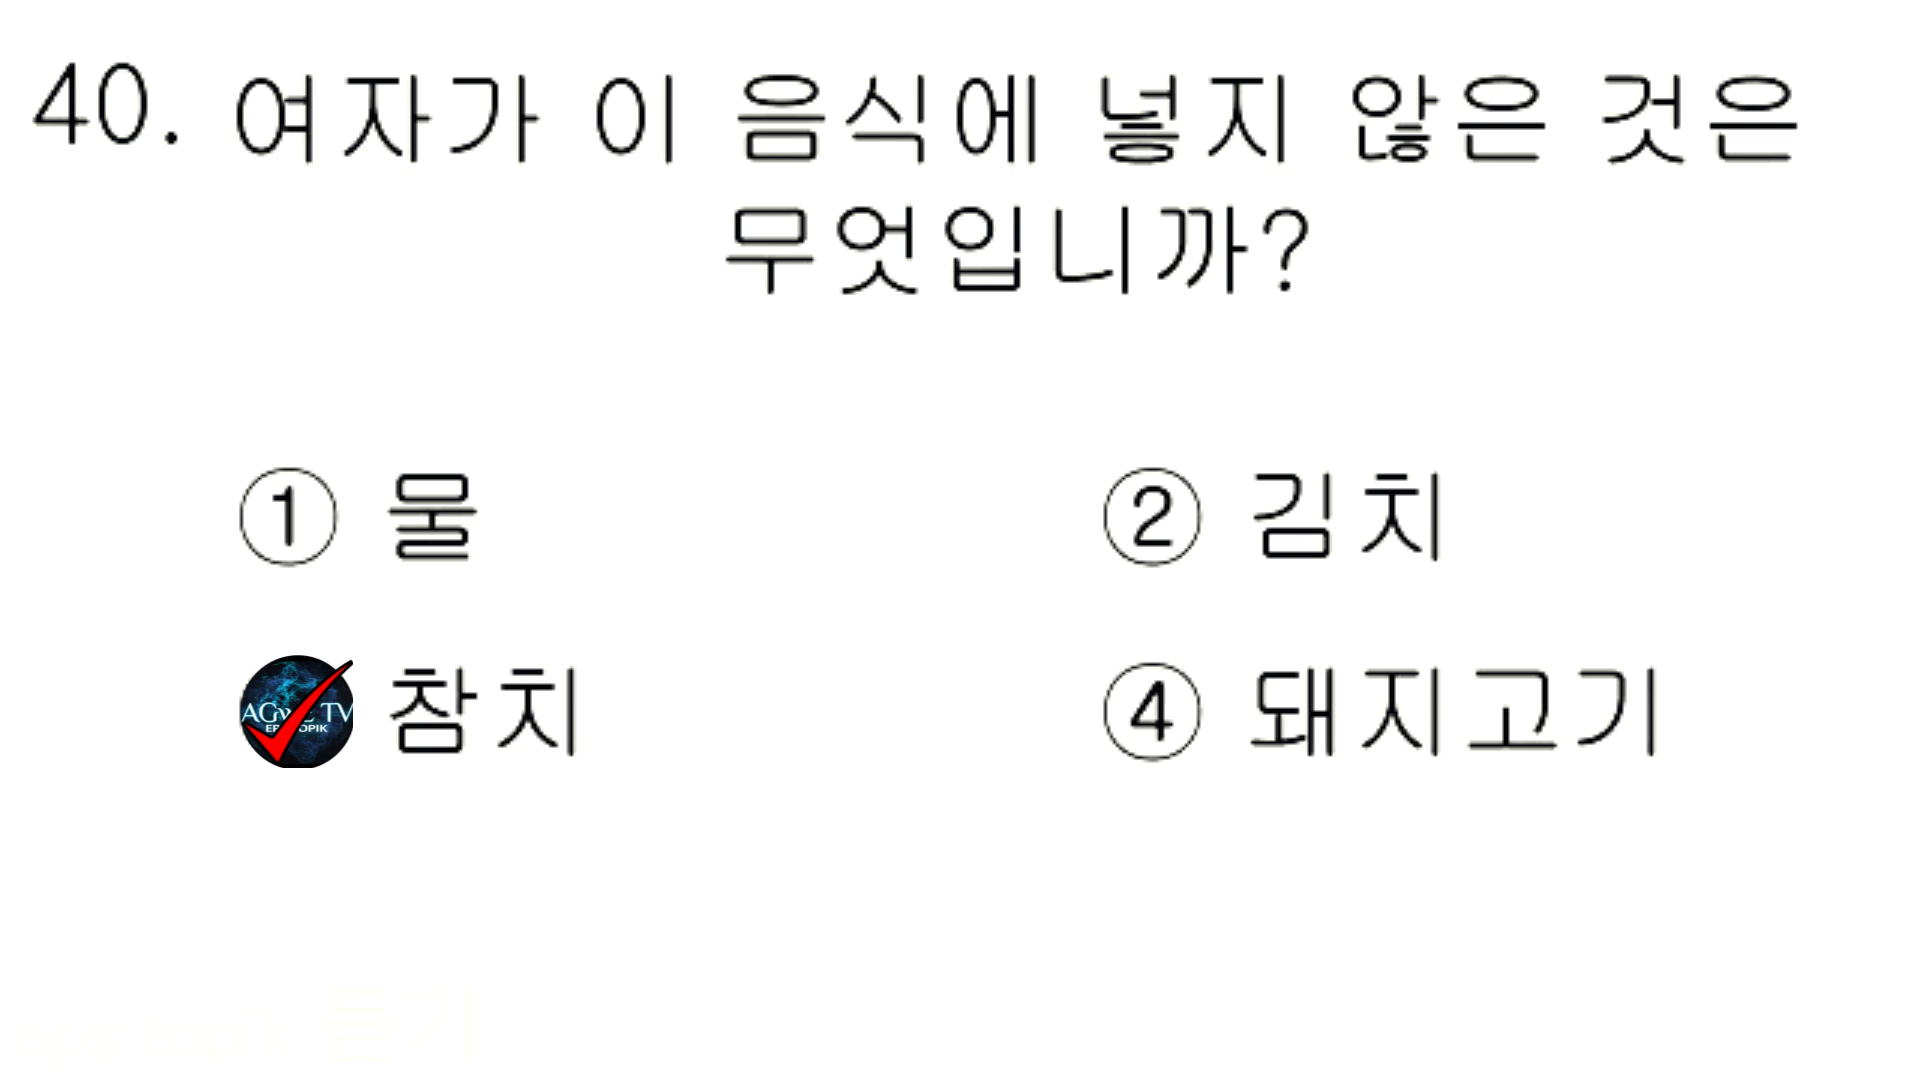 40. 여자가 이 음식에 넣지 않은 것은
무엇입니까?
① 물
② 김치
참치
④ 돼지고기